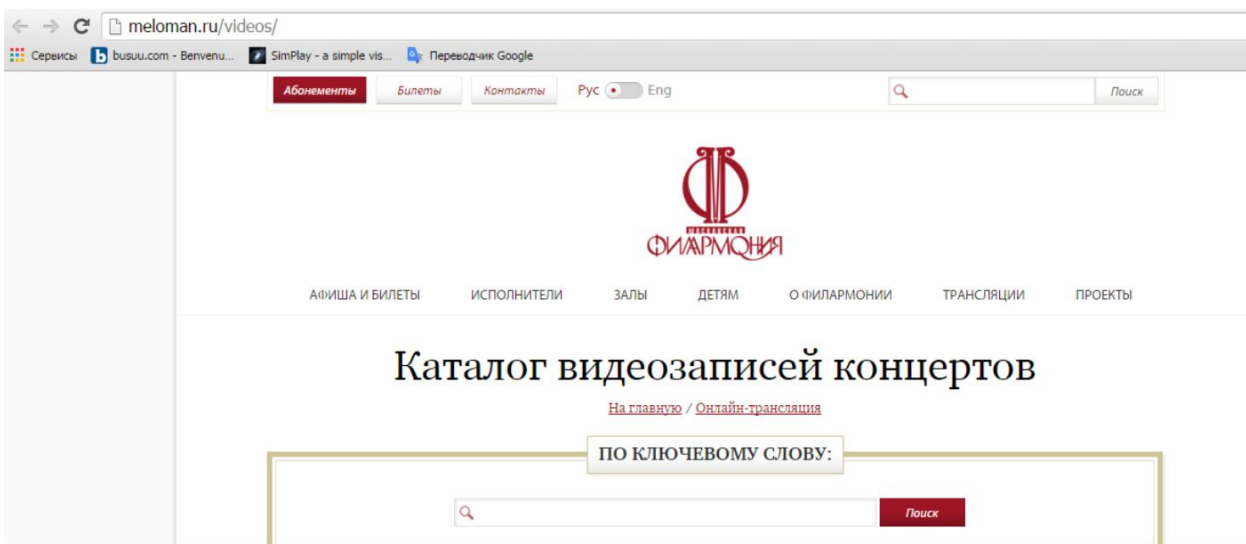 meloman.ru/videos/
Сервисы busuu.com - Benvenu... SimPlay - a simple vis... Переводчик Google
Абонементы Билеты Контакты Рус Eng Поиск
МОСКОВСКАЯ
ФИЛАРМОНИЯ
АФИША И БИЛЕТЫ ИСПОЛНИТЕЛИ ЗАЛЫ ДЕТЯМ О ФИЛАРМОНИИ ТРАНСЛЯЦИИ ПРОЕКТЫ
Каталог видеозаписей концертов
На главную / Онлайн-трансляция
ПО КЛЮЧЕВОМУ СЛОВУ:
Поиск